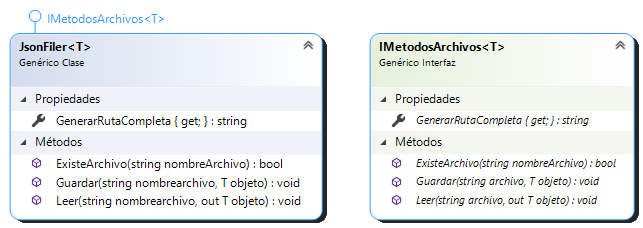 IMetodosArchivos<T>
JsonFiler<T>
Genérico Clase
Propiedades
GenerarRutaCompleta { get; } : string
Métodos
ExisteArchivo(string nombreArchivo) : bool
Guardar(string nombrearchivo, T objeto) : void
Leer(string nombrearchivo, out T objeto) : void
IMetodosArchivos<T>
Genérico Interfaz
Propiedades
GenerarRutaCompleta { get; } : string
Métodos
ExisteArchivo(string nombreArchivo) : bool
Guardar(string archivo, T objeto) : void
Leer(string archivo, out T objeto) : void